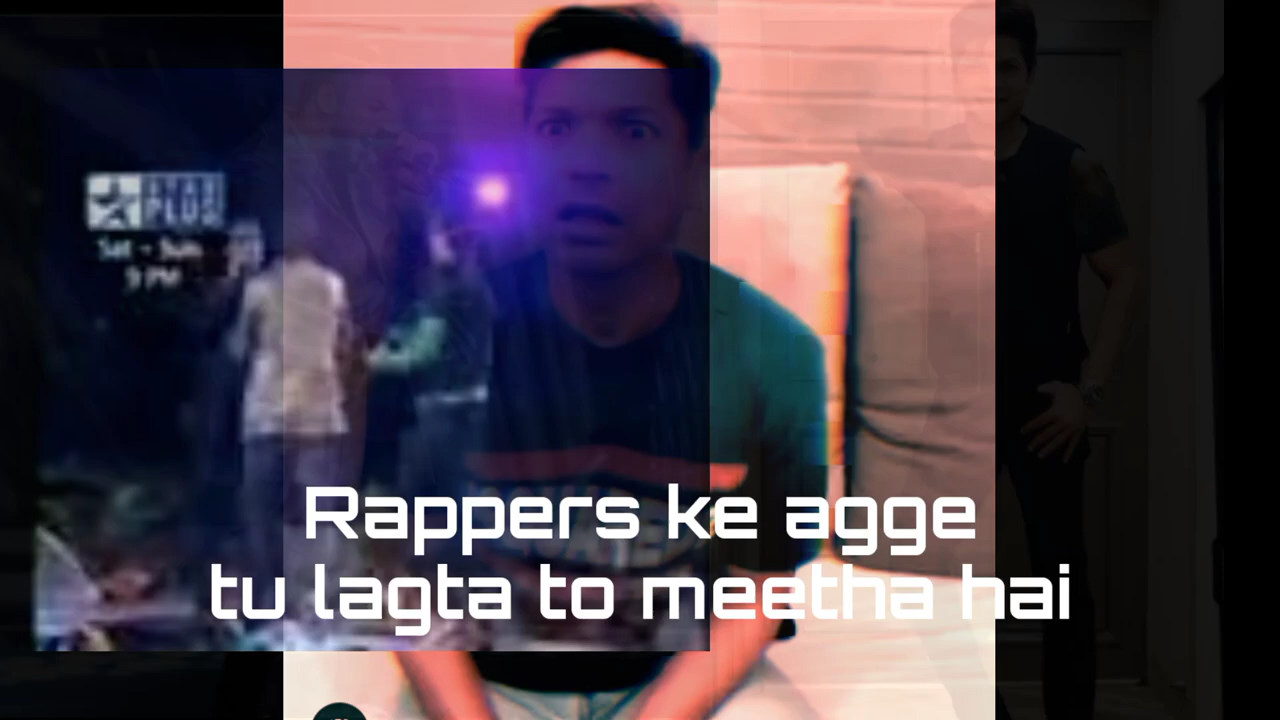 PLUS
Sat - Sun
9 PM
Rappers ke agge
tu lagta to meetha hai